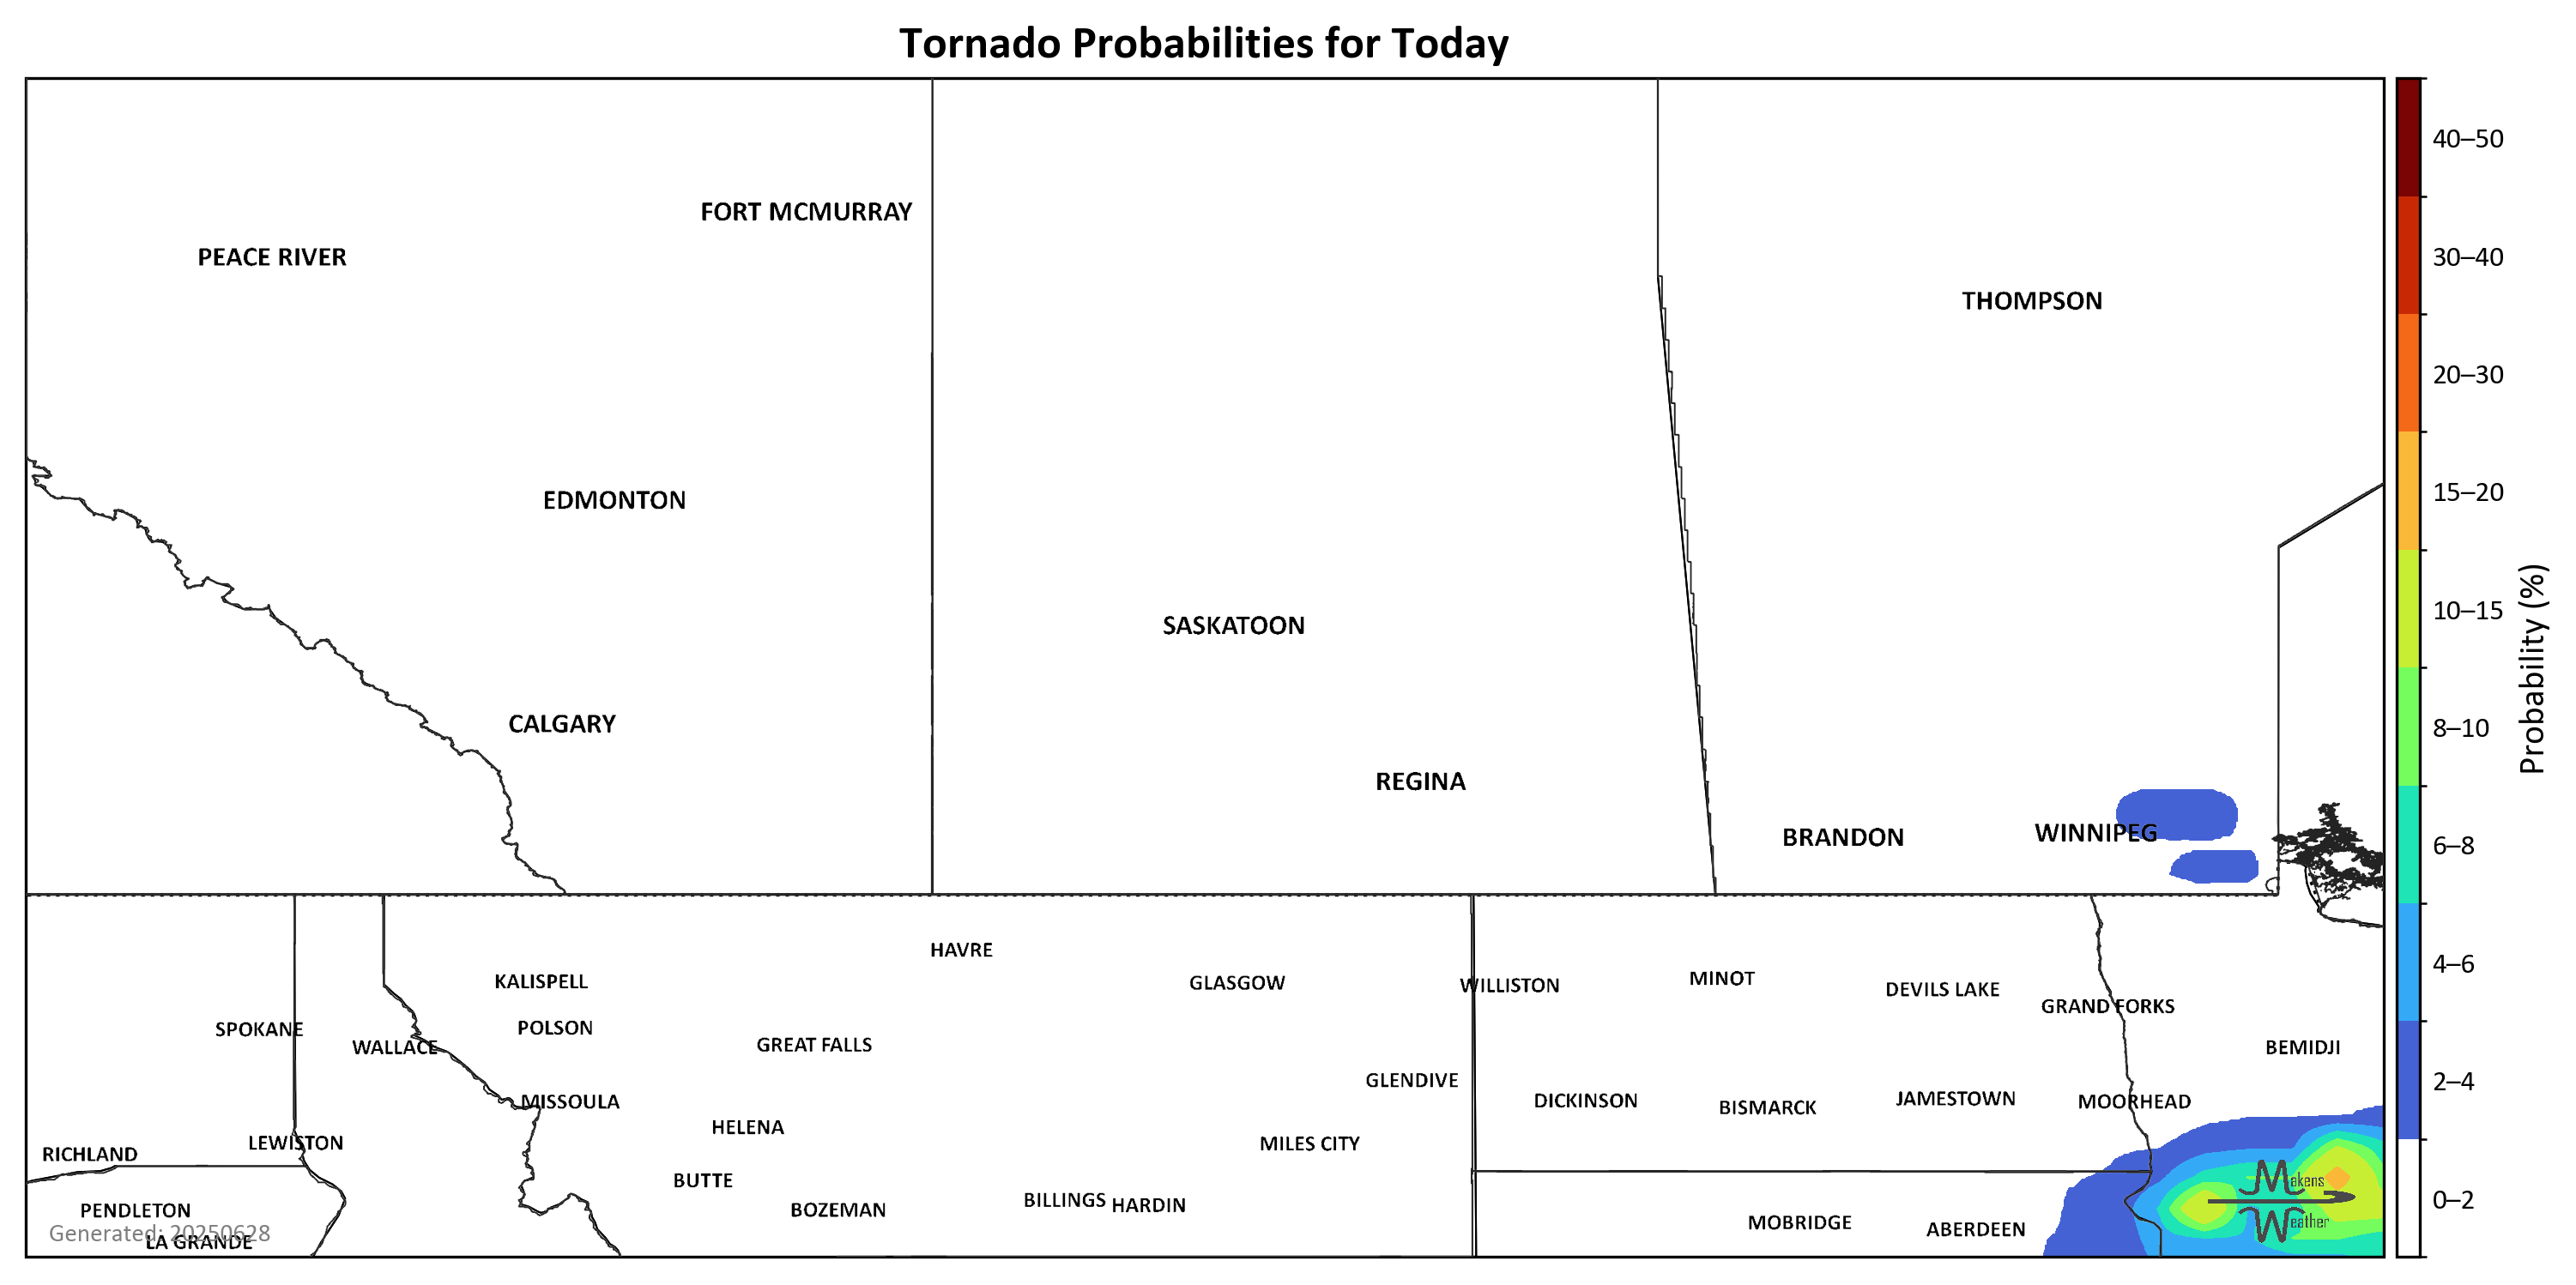 Tornado Probabilities for Today
40–50
FORT MCMURRAY
PEACE RIVER
30–40
THOMPSON
20–30
EDMONTON
15–20
10–15
SASKATOON
Probability (%)
CALGARY
8–10
REGINA
BRANDON
WINNIPEG
6–8
HAVRE
4–6
KALISPELL
GLASGOW
WILLISTON
MINOT
DEVILS LAKE
GRAND FORKS
SPOKANE
POLSON
WALLACE
GREAT FALLS
BEMIDJI
GLENDIVE
2–4
MISSOULA
DICKINSON
BISMARCK
JAMESTOWN
MOORHEAD
HELENA
RICHLAND
LEWISTON
MILES CITY
BUTTE
Makens
Weather
0–2
PENDLETON
BOZEMAN
BILLINGS
HARDIN
MOBRIDGE
ABERDEEN
Generated: 20250628
LA GRANDE